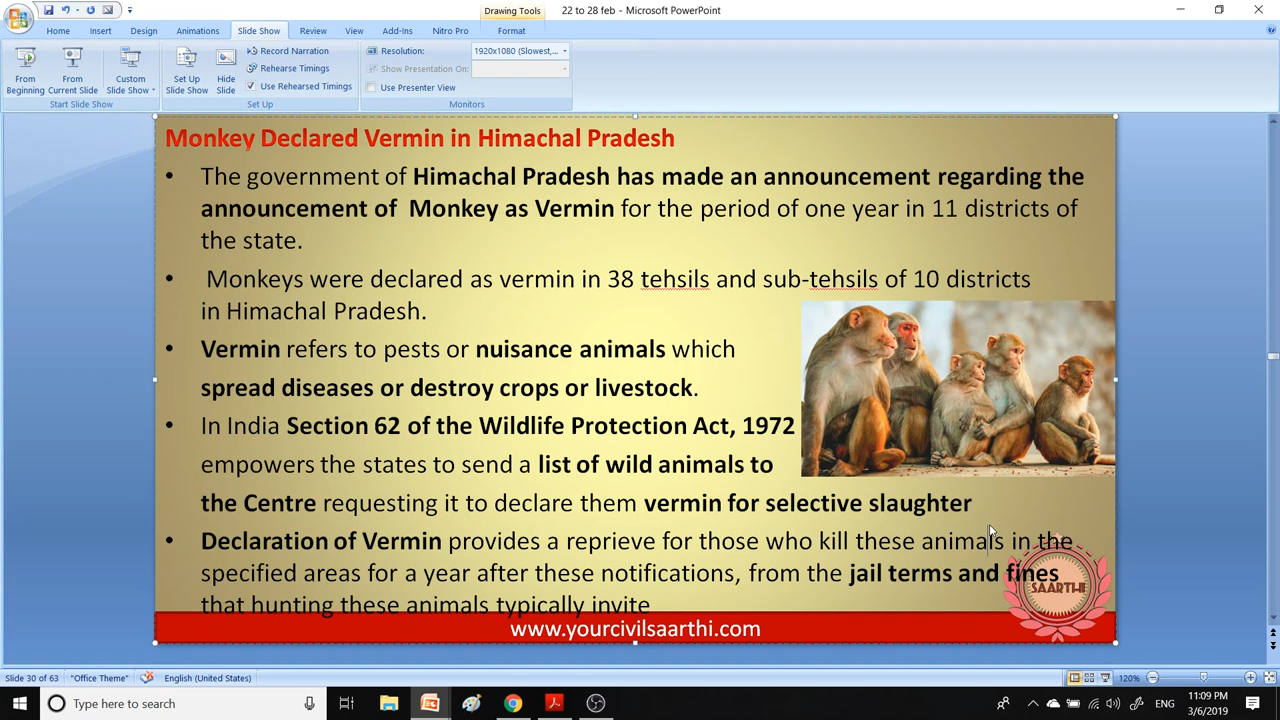 Drawing Tools
22 to 28 feb - Microsoft PowerPoint
Home Insert Design Animations Slide Show Review View Add-Ins Nitro Pro Format
From Beginning
From Current Slide
Custom Slide Show
Start Slide Show
Set Up Slide Show
Hide Slide
Record Narration
Rehearse Timings
Use Rehearsed Timings
Set Up
Resolution: 1920x1080 (Slowest,...
Show Presentation On:
Use Presenter View
Monitors
Monkey Declared Vermin in Himachal Pradesh
• The government of Himachal Pradesh has made an announcement regarding the
announcement of Monkey as Vermin for the period of one year in 11 districts of
the state.
• Monkeys were declared as vermin in 38 tehsils and sub-tehsils of 10 districts
in Himachal Pradesh.
• Vermin refers to pests or nuisance animals which
spread diseases or destroy crops or livestock.
• In India Section 62 of the Wildlife Protection Act, 1972
empowers the states to send a list of wild animals to
the Centre requesting it to declare them vermin for selective slaughter
• Declaration of Vermin provides a reprieve for those who kill these animals in the
specified areas for a year after these notifications, from the jail terms and fines
that hunting these animals typically invite
SAARTHI
www.yourcivilsaarthi.com
Slide 30 of 63 "Office Theme" English (United States) 120%
Type here to search
ENG
11:09 PM
3/6/2019